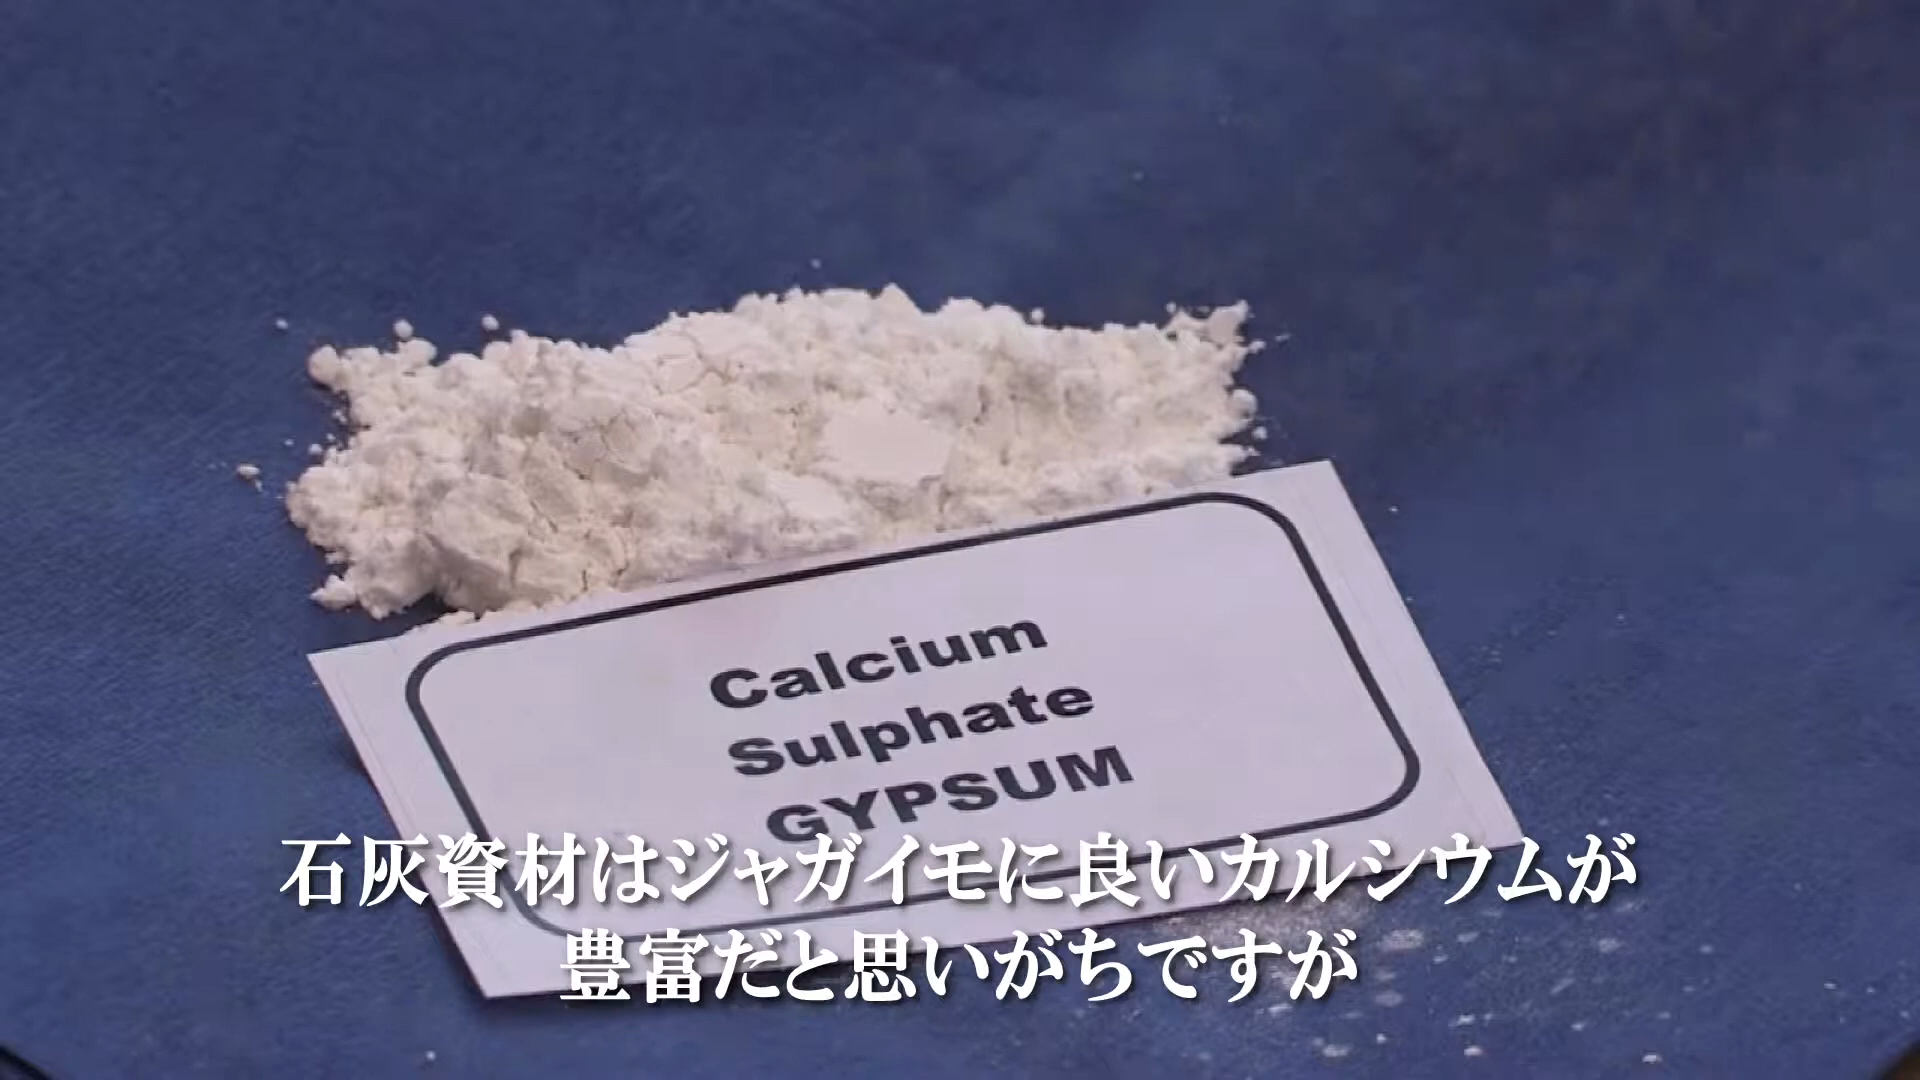 Calcium
Sulphate
GYPSUM
石灰資材はジャガイモに良いカルシウムが
豊富だと思いがちですが